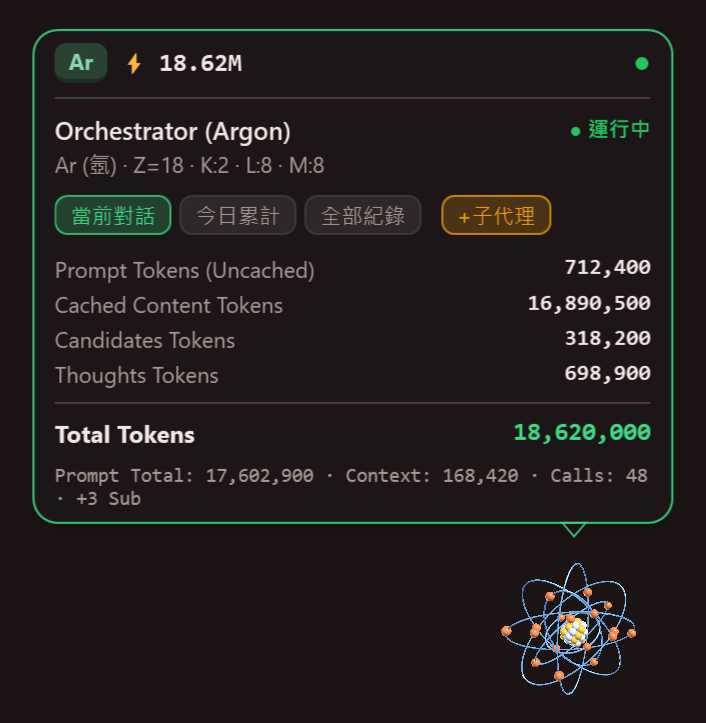 Ar ⚡ 18.62M
Orchestrator (Argon) ● 運行中
Ar (氬) · Z=18 · K:2 · L:8 · M:8
當前對話 今日累計 全部紀錄 +子代理
Prompt Tokens (Uncached) 712,400
Cached Content Tokens 16,890,500
Candidates Tokens 318,200
Thoughts Tokens 698,900
Total Tokens 18,620,000
Prompt Total: 17,602,900 · Context: 168,420 · Calls: 48
· +3 Sub